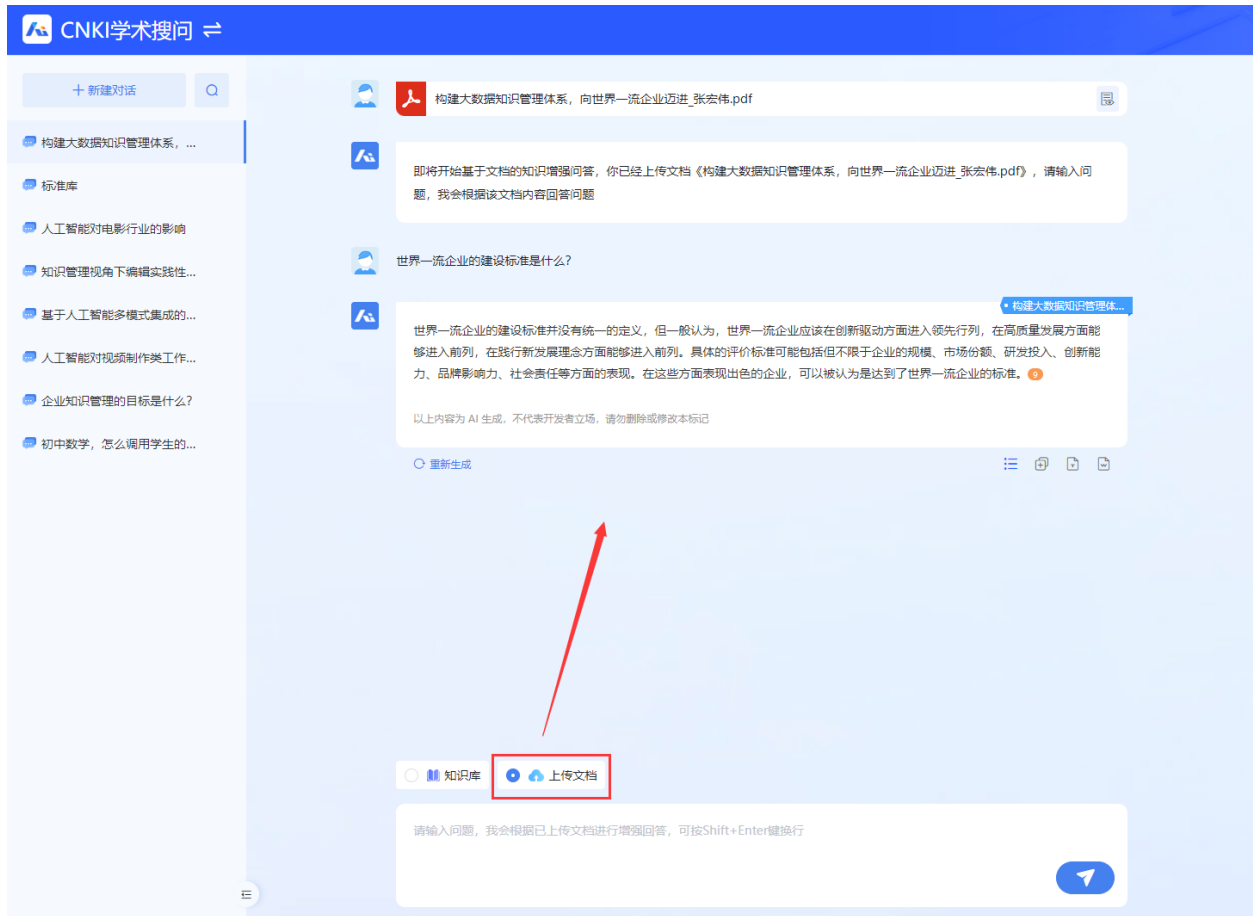 CNKI学术搜问
+ 新建对话
构建大数据知识管理体系，...
标准库
人工智能对电影行业的影响
知识管理视角下编辑实践性...
基于人工智能多模式集成的...
人工智能对视频制作类工作...
企业知识管理的目标是什么?
初中数学，怎么调用学生的...
构建大数据知识管理体系，向世界一流企业迈进_张宏伟.pdf
即将开始基于文档的知识增强问答，你已经上传文档《构建大数据知识管理体系，向世界一流企业迈进_张宏伟.pdf》，请输入问
题，我会根据该文档内容回答问题
世界一流企业的建设标准是什么?
构建大数据知识管理体...
世界一流企业的建设标准并没有统一的定义，但一般认为，世界一流企业应该在创新驱动方面进入领先行列，在高质量发展方面能
够进入前列，在践行新发展理念方面能够进入前列。具体的评价标准可能包括但不限于企业的规模、市场份额、研发投入、创新能
力、品牌影响力、社会责任等方面的表现。在这些方面表现出色的企业，可以被认为是达到了世界一流企业的标准。9
以上内容为 AI 生成，不代表开发者立场，请勿删除或修改本标记
重新生成
知识库
上传文档
请输入问题，我会根据已上传文档进行增强回答，可按Shift+Enter键换行